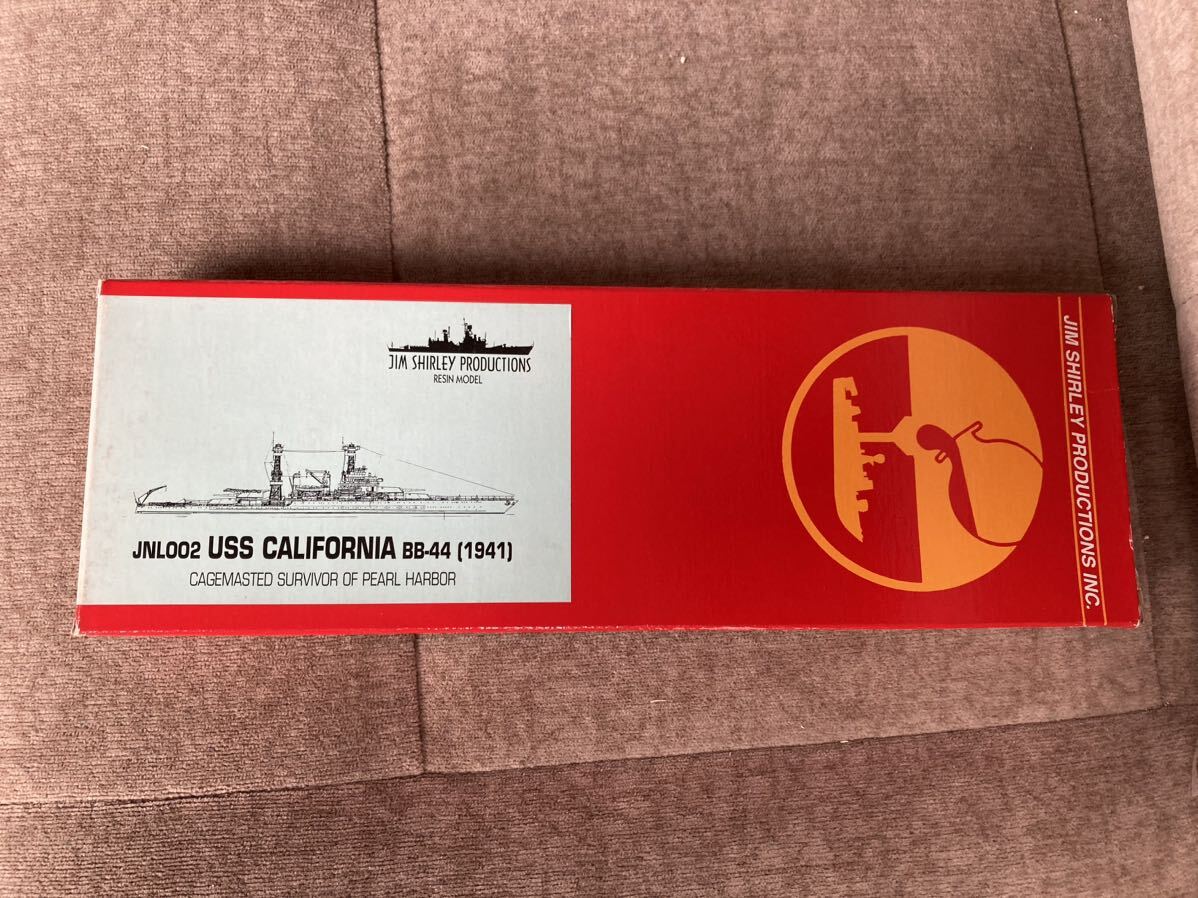 JIM SHIRLEY PRODUCTIONS
RESIN MODEL
JNL002 USS CALIFORNIA BB-44 (1941)
CAGEMASTED SURVIVOR OF PEARL HARBOR
JIM SHIRLEY PRODUCTIONS INC.